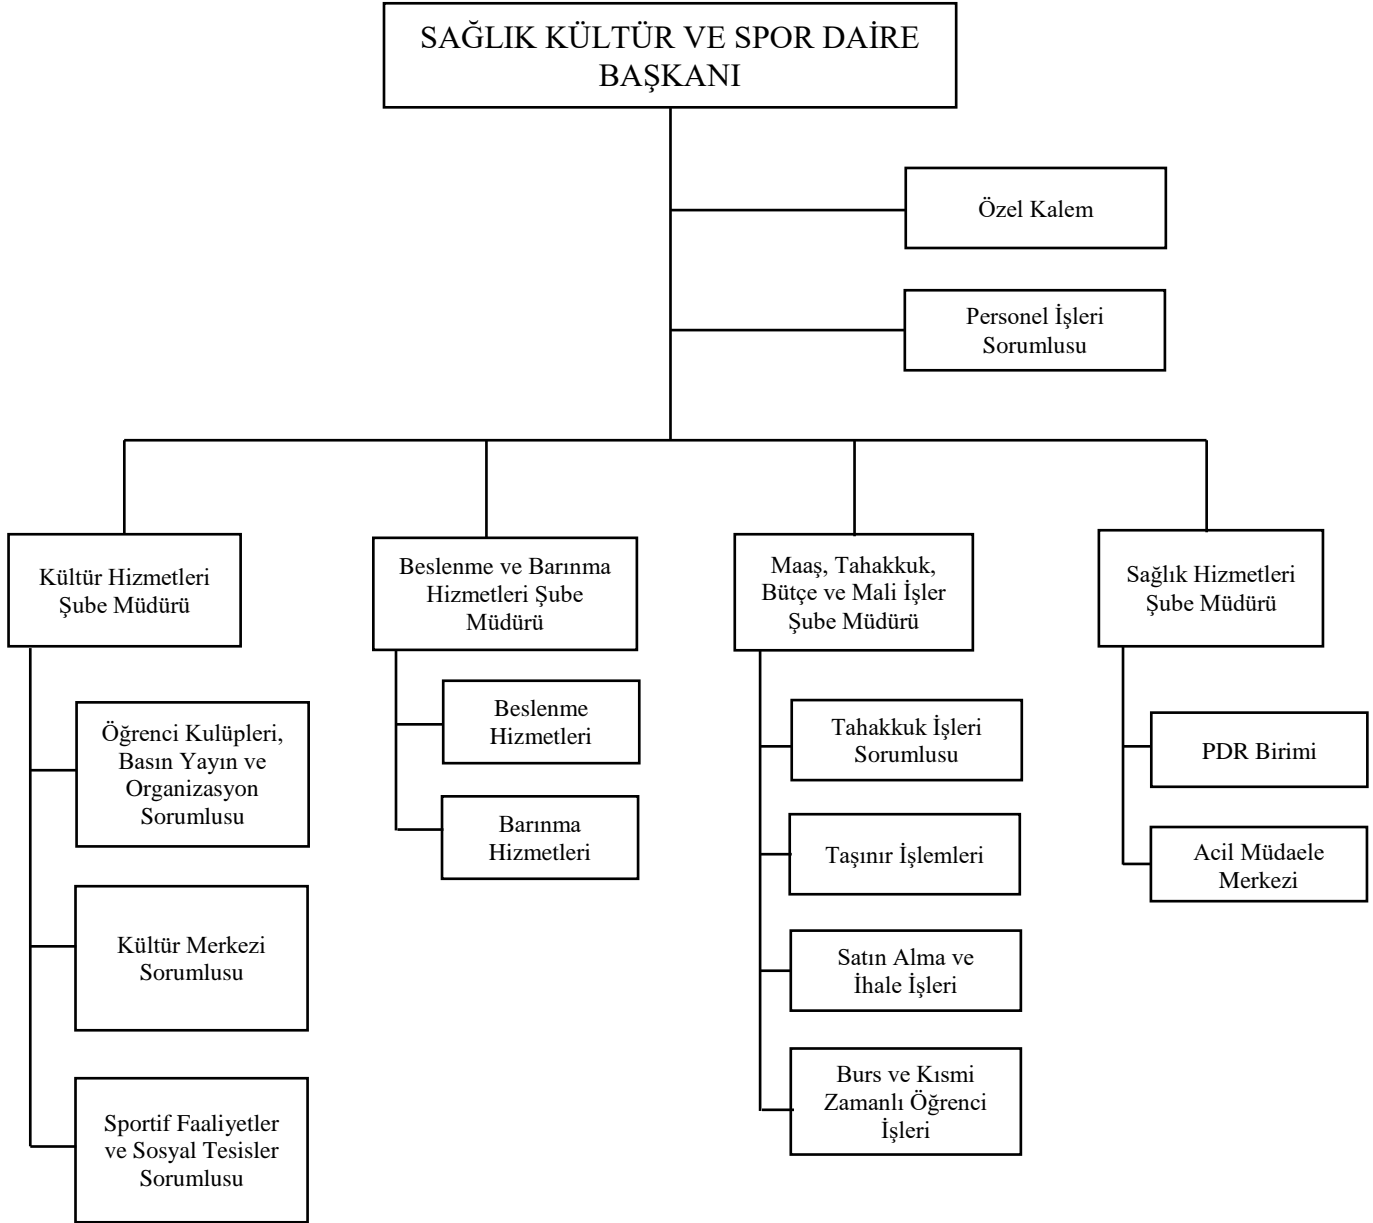 SAĞLIK KÜLTÜR VE SPOR DAİRE
BAŞKANI
Özel Kalem
Personel İşleri
Sorumlusu
Kültür Hizmetleri
Şube Müdürü
Beslenme ve Barınma
Hizmetleri Şube
Müdürü
Maaş, Tahakkuk,
Bütçe ve Mali İşler
Şube Müdürü
Sağlık Hizmetleri
Şube Müdürü
Öğrenci Kulüpleri,
Basın Yayın ve
Organizasyon
Sorumlusu
Kültür Merkezi
Sorumlusu
Sportif Faaliyetler
ve Sosyal Tesisler
Sorumlusu
Beslenme
Hizmetleri
Barınma
Hizmetleri
Tahakkuk İşleri
Sorumlusu
Taşınır İşlemleri
Satın Alma ve
İhale İşleri
Burs ve Kısmi
Zamanlı Öğrenci
İşleri
PDR Birimi
Acil Müdaele
Merkezi